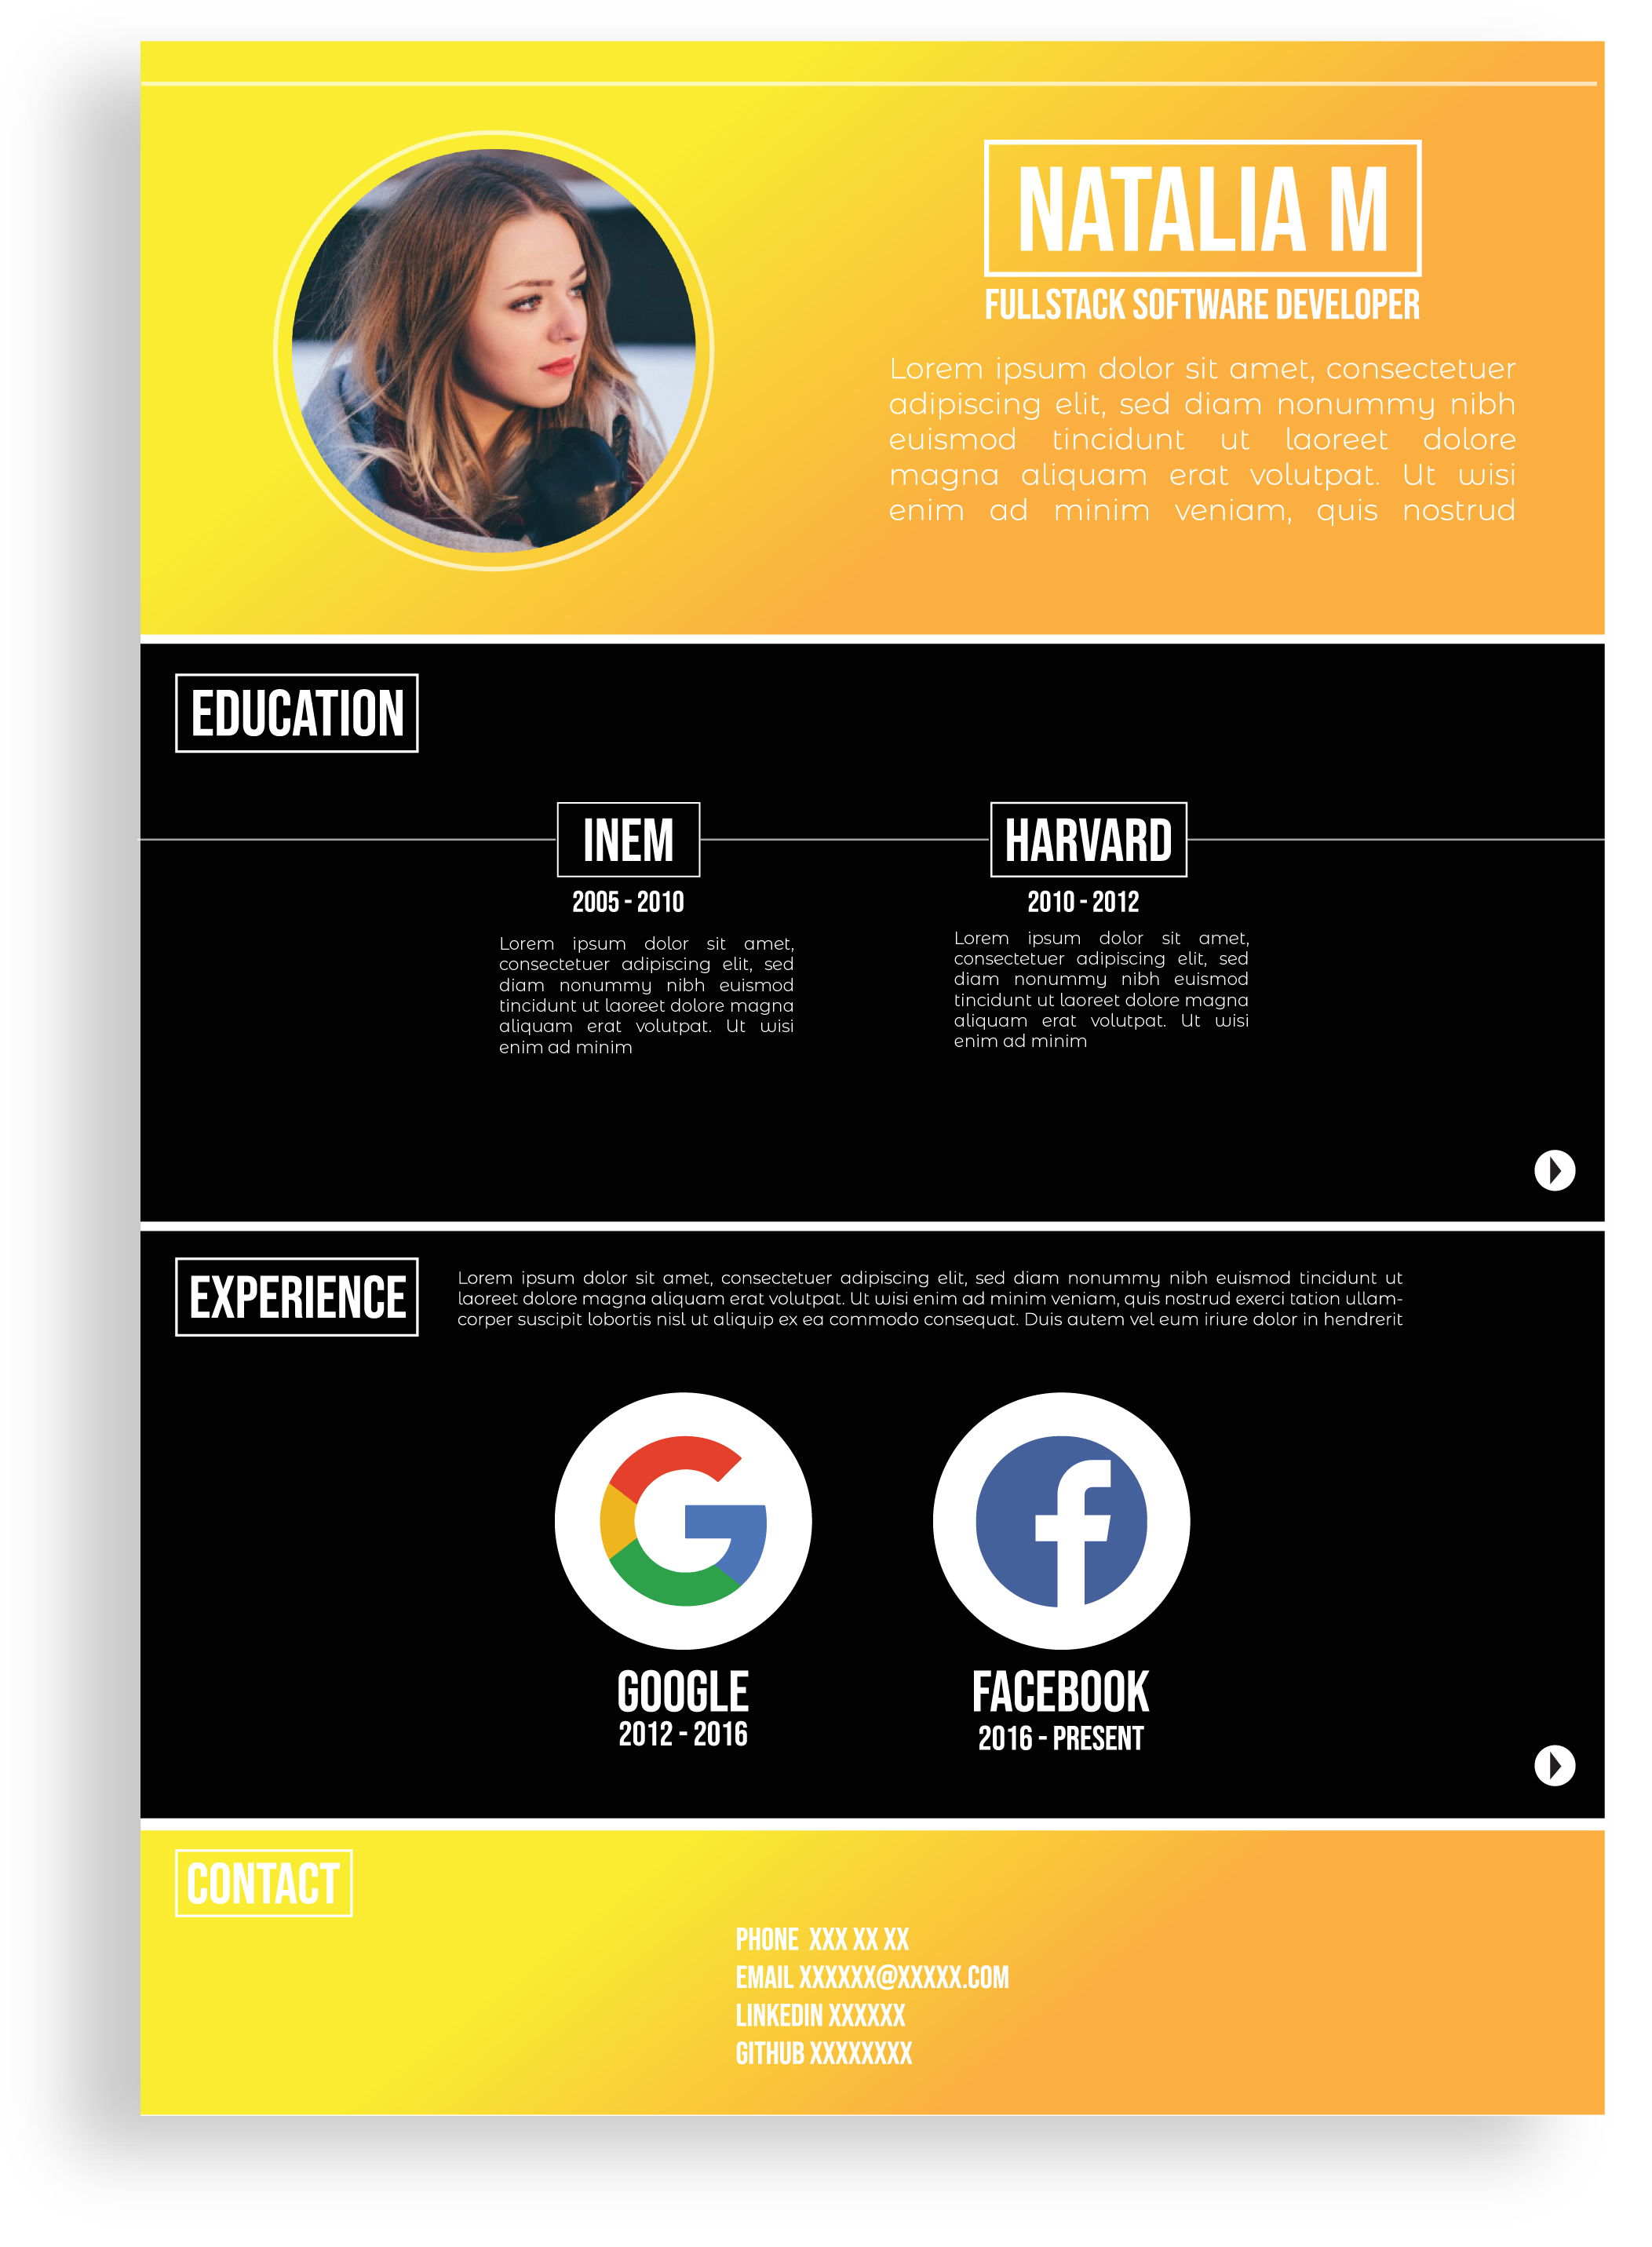 NATALIA M
FULLSTACK SOFTWARE DEVELOPER
Lorem ipsum dolor sit amet, consectetuer
adipiscing elit, sed diam nonummy nibh
euismod tincidunt ut laoreet dolore
magna aliquam erat volutpat. Ut wisi
enim ad minim veniam, quis nostrud
EDUCATION
INEM
2005 - 2010
Lorem ipsum dolor sit amet,
consectetuer adipiscing elit, sed
diam nonummy nibh euismod
tincidunt ut laoreet dolore magna
aliquam erat volutpat. Ut wisi
enim ad minim
HARVARD
2010 - 2012
Lorem ipsum dolor sit amet,
consectetuer adipiscing elit, sed
diam nonummy nibh euismod
tincidunt ut laoreet dolore magna
aliquam erat volutpat. Ut wisi
enim ad minim
EXPERIENCE
Lorem ipsum dolor sit amet, consectetuer adipiscing elit, sed diam nonummy nibh euismod tincidunt ut
laoreet dolore magna aliquam erat volutpat. Ut wisi enim ad minim veniam, quis nostrud exerci tation ullam-
corper suscipit lobortis nisl ut aliquip ex ea commodo consequat. Duis autem vel eum iriure dolor in hendrerit
GOOGLE
2012 - 2016
FACEBOOK
2016 - PRESENT
CONTACT
PHONE XXX XX XX
EMAIL XXXXXX@XXXXX.COM
LINKEDIN XXXXXX
GITHUB XXXXXXXX